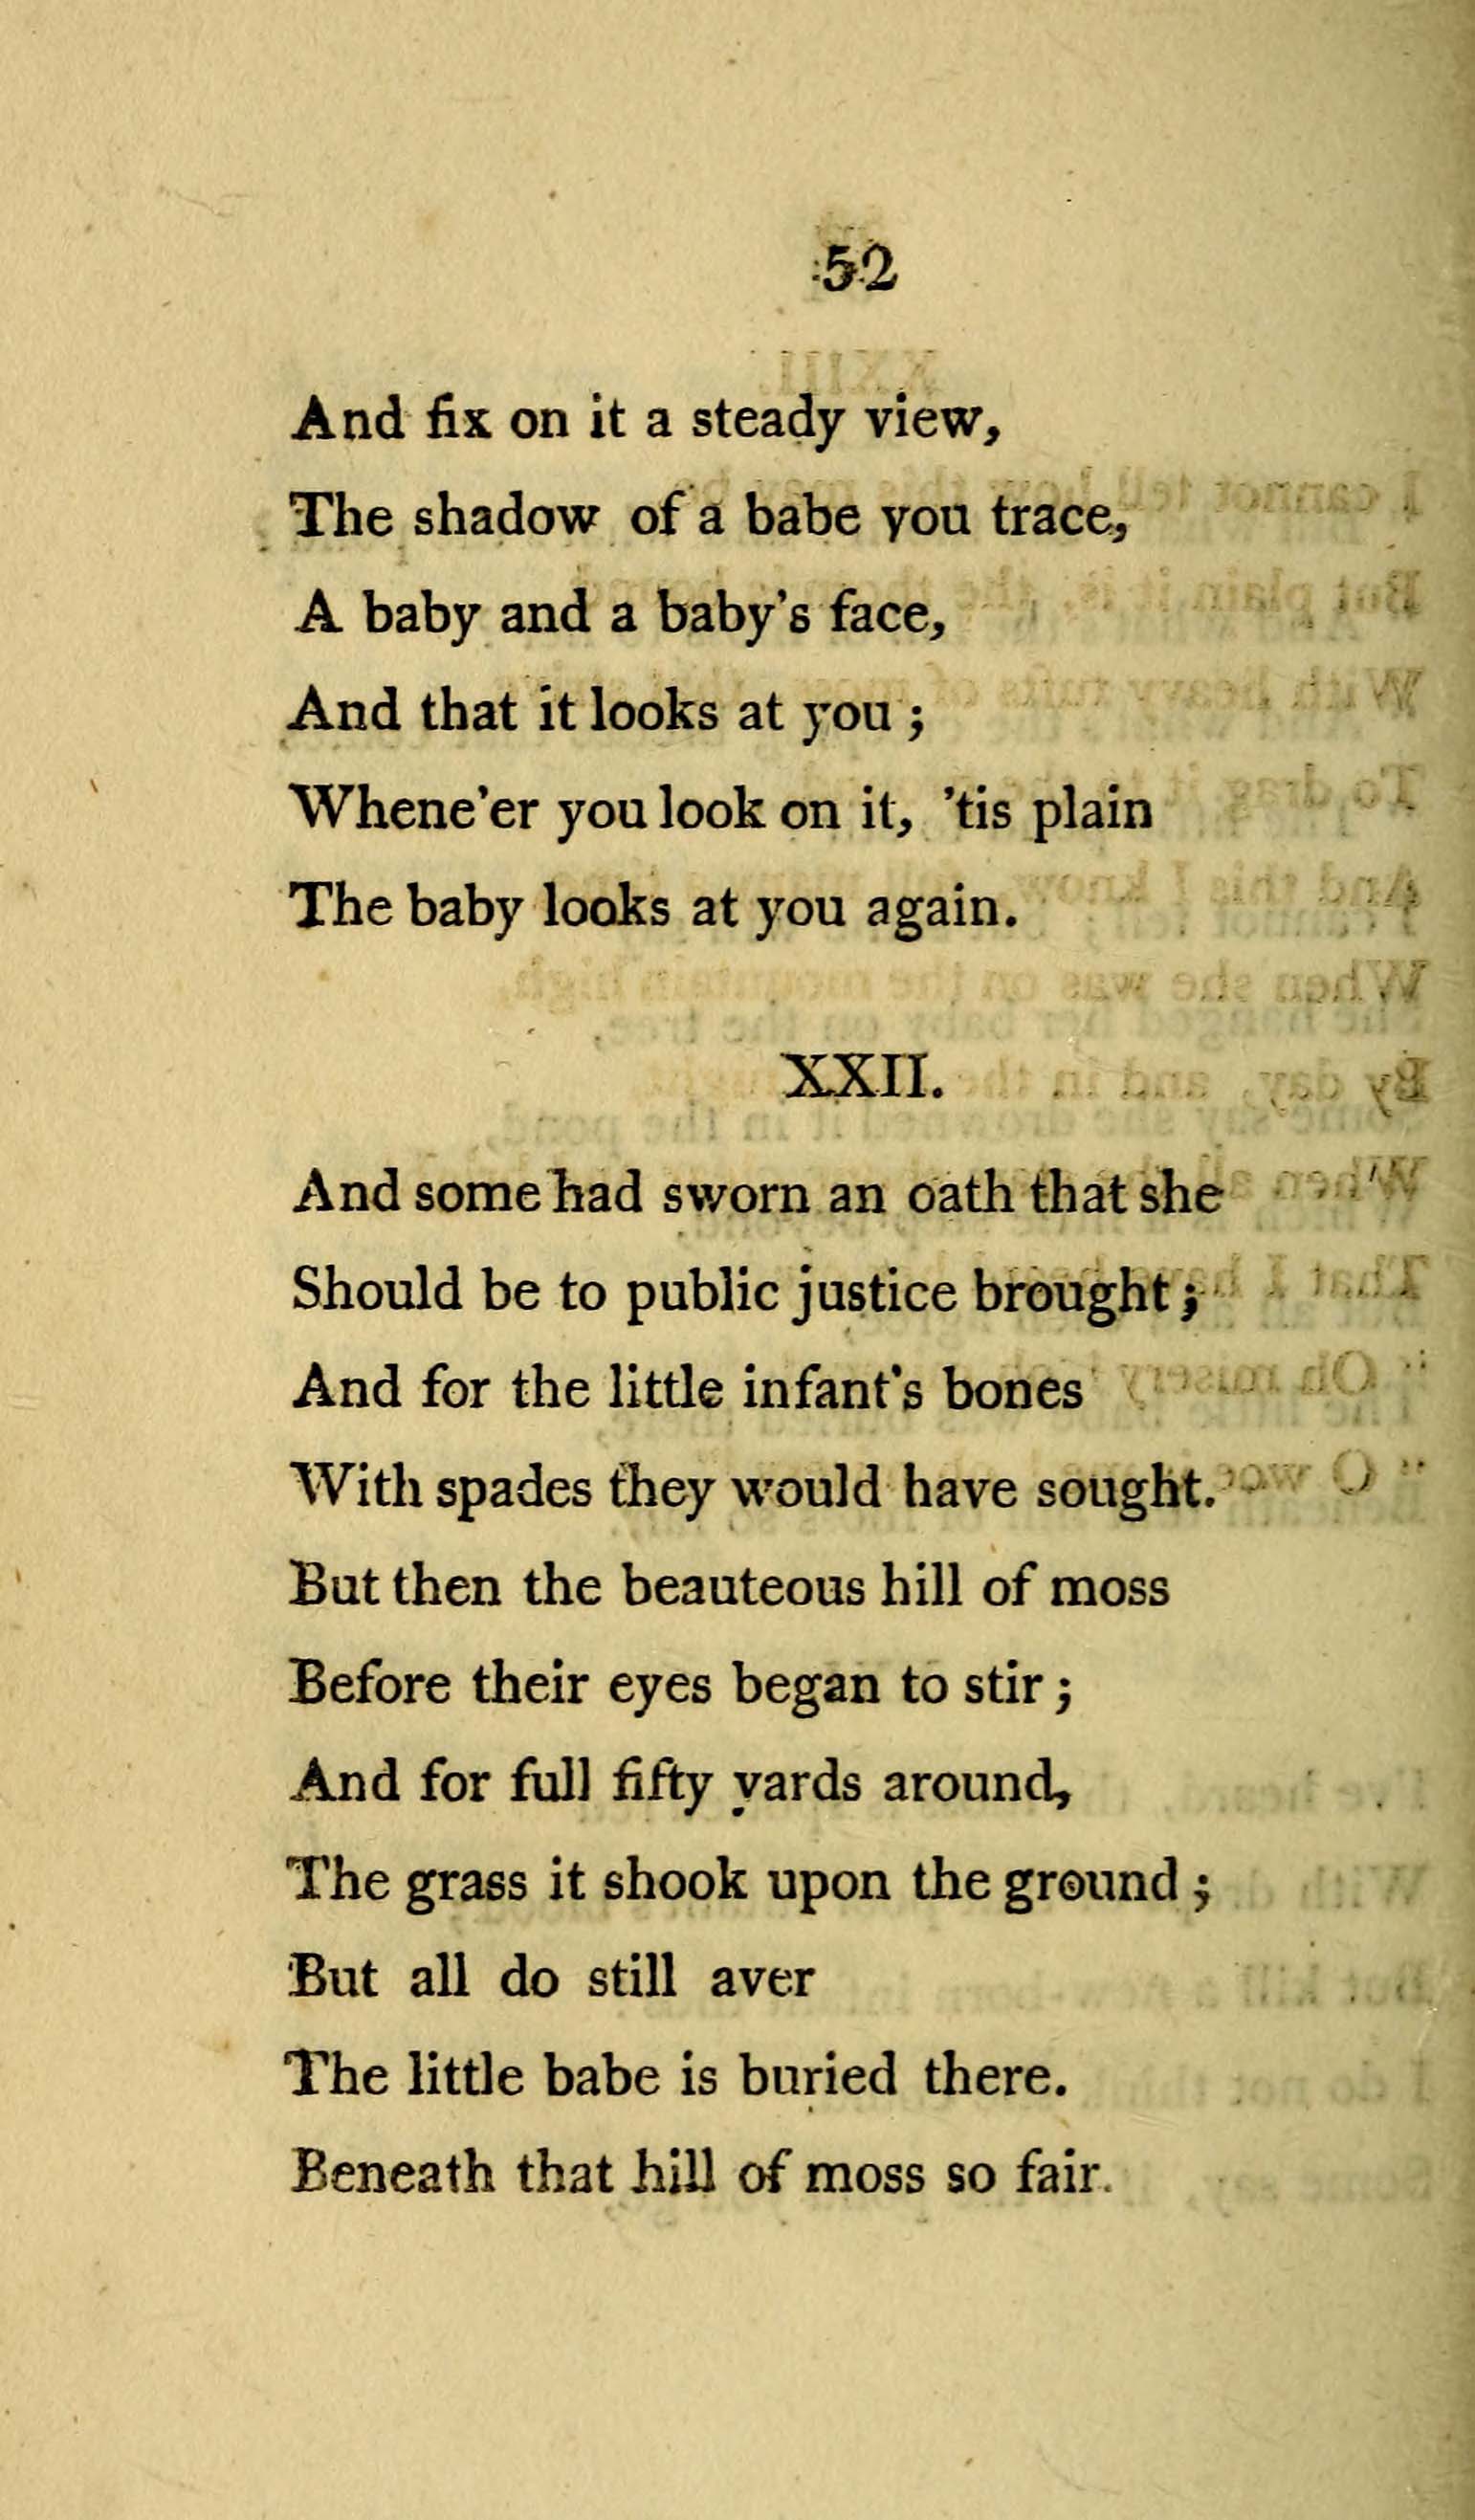 52
And fix on it a steady view,
The shadow of a babe you trace,
A baby and a baby's face,
And that it looks at you ;
Whene'er you look on it, 'tis plain
The baby looks at you again.
XXII.
And some had sworn an oath that she
Should be to public justice brought ;
And for the little infant's bones
With spades they would have sought.
But then the beauteous hill of moss
Before their eyes began to stir ;
And for full fifty yards around,
The grass it shook upon the ground ;
But all do still aver
The little babe is buried there.
Beneath that hill of moss so fair.